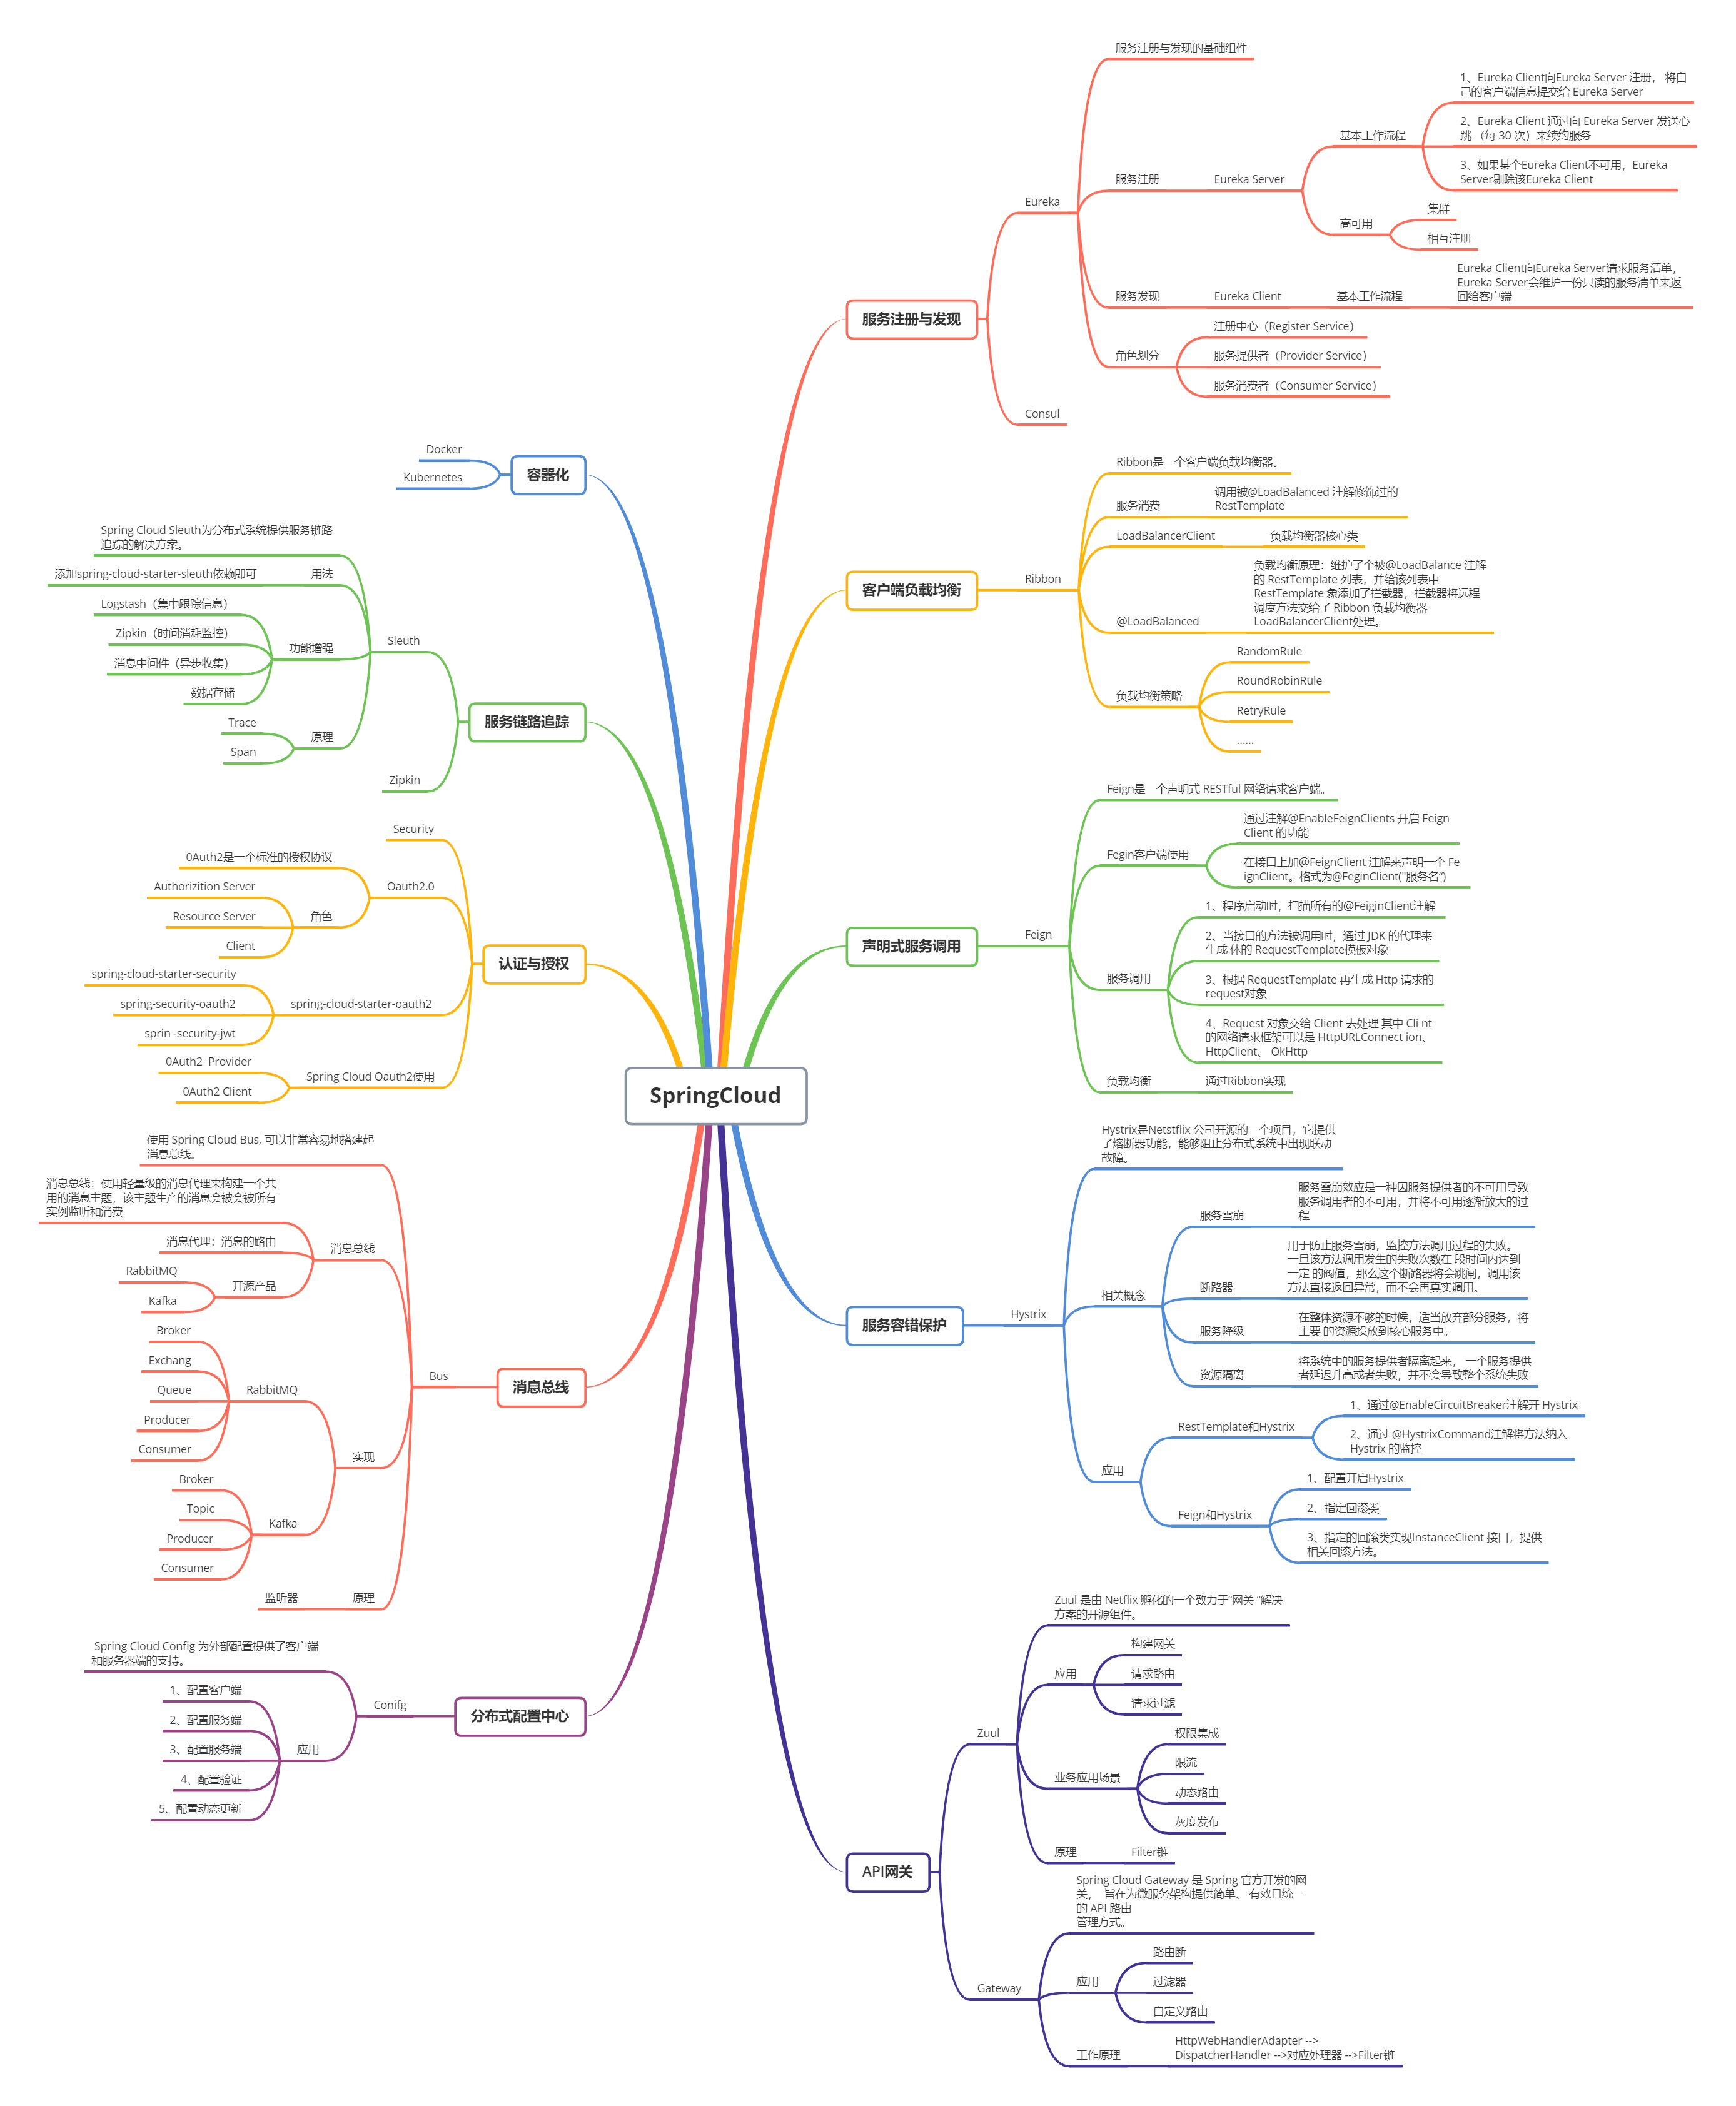 SpringCloud
服务注册与发现
Eureka
服务注册与发现的基础组件
服务注册
Eureka Server
基本工作流程
1、Eureka Client向Eureka Server 注册， 将自
己的客户端信息提交给 Eureka Server
2、Eureka Client 通过向 Eureka Server 发送心
跳 （每 30 次）来续约服务
3、如果某个Eureka Client不可用，Eureka
Server剔除该Eureka Client
高可用
集群
相互注册
服务发现
Eureka Client
基本工作流程
Eureka Client向Eureka Server请求服务清单，
Eureka Server会维护一份只读的服务清单来返
回给客户端
角色划分
注册中心（Register Service）
服务提供者（Provider Service）
服务消费者（Consumer Service）
Consul
客户端负载均衡
Ribbon
Ribbon是一个客户端负载均衡器。
服务消费
调用被@LoadBalanced 注解修饰过的
RestTemplate
LoadBalancerClient
负载均衡器核心类
@LoadBalanced
负载均衡原理：维护了个被@LoadBalance 注解
的 RestTemplate 列表，并给该列表中
RestTemplate 象添加了拦截器，拦截器将远程
调度方法交给了 Ribbon 负载均衡器
LoadBalancerClient处理。
负载均衡策略
RandomRule
RoundRobinRule
RetryRule
......
声明式服务调用
Feign
Feign是一个声明式 RESTful 网络请求客户端。
Fegin客户端使用
通过注解@EnableFeignClients 开启 Feign
Client 的功能
在接口上加@FeignClient 注解来声明一个 Fe
ignClient。格式为@FeginClient("服务名")
服务调用
1、程序启动时，扫描所有的@FeiginClient注解
2、当接口的方法被调用时，通过 JDK 的代理来
生成 体的 RequestTemplate模板对象
3、根据 RequestTemplate 再生成 Http 请求的
request对象
4、Request 对象交给 Client 去处理 其中 Cli nt
的网络请求框架可以是 HttpURLConnect ion、
HttpClient、 OkHttp
负载均衡
通过Ribbon实现
服务容错保护
Hystrix
Hystrix是Netstflix 公司开源的一个项目，它提供
了熔断器功能，能够阻止分布式系统中出现联动
故障。
相关概念
服务雪崩
服务雪崩效应是一种因服务提供者的不可用导致
服务调用者的不可用，并将不可用逐渐放大的过
程
断路器
用于防止服务雪崩，监控方法调用过程的失败。
一旦该方法调用发生的失败次数在 段时间内达到
一定 的阀值，那么这个断路器将会跳闸，调用该
方法直接返回异常，而不会再真实调用。
服务降级
在整体资源不够的时候，适当放弃部分服务，将
主要 的资源投放到核心服务中。
资源隔离
将系统中的服务提供者隔离起来， 一个服务提供
者延迟升高或者失败，并不会导致整个系统失败
应用
RestTemplate和Hystrix
1、通过@EnableCircuitBreaker注解开 Hystrix
2、通过 @HystrixCommand注解将方法纳入
Hystrix 的监控
Feign和Hystrix
1、配置开启Hystrix
2、指定回滚类
3、指定的回滚类实现InstanceClient 接口，提供
相关回滚方法。
API网关
Zuul
Zuul 是由 Netflix 孵化的一个致力于“网关 “解决
方案的开源组件。
应用
构建网关
请求路由
请求过滤
业务应用场景
权限集成
限流
动态路由
灰度发布
原理
Filter链
Gateway
Spring Cloud Gateway 是 Spring 官方开发的网
关， 旨在为微服务架构提供简单、 有效且统一
的 API 路由
管理方式。
应用
路由断
过滤器
自定义路由
工作原理
HttpWebHandlerAdapter -->
DispatcherHandler -->对应处理器 -->Filter链
容器化
Docker
Kubernetes
服务链路追踪
Sleuth
Spring Cloud Sleuth为分布式系统提供服务链路
追踪的解决方案。
用法
添加spring-cloud-starter-sleuth依赖即可
功能增强
Logstash（集中跟踪信息）
Zipkin（时间消耗监控）
消息中间件（异步收集）
数据存储
原理
Trace
Span
Zipkin
认证与授权
Security
Oauth2.0
0Auth2是一个标准的授权协议
角色
Authorizition Server
Resource Server
Client
spring-cloud-starter-oauth2
spring-cloud-starter-security
spring-security-oauth2
sprin -security-jwt
Spring Cloud Oauth2使用
0Auth2  Provider
0Auth2 Client
消息总线
Bus
使用 Spring Cloud Bus, 可以非常容易地搭建起
消息总线。
消息总线
消息总线：使用轻量级的消息代理来构建一个共
用的消息主题，该主题生产的消息会被会被所有
实例监听和消费
消息代理：消息的路由
开源产品
RabbitMQ
Kafka
实现
RabbitMQ
Broker
Exchang
Queue
Producer
Consumer
Kafka
Broker
Topic
Producer
Consumer
原理
监听器
分布式配置中心
Conifg
Spring Cloud Config 为外部配置提供了客户端
和服务器端的支持。
应用
1、配置客户端
2、配置服务端
3、配置服务端
4、配置验证
5、配置动态更新